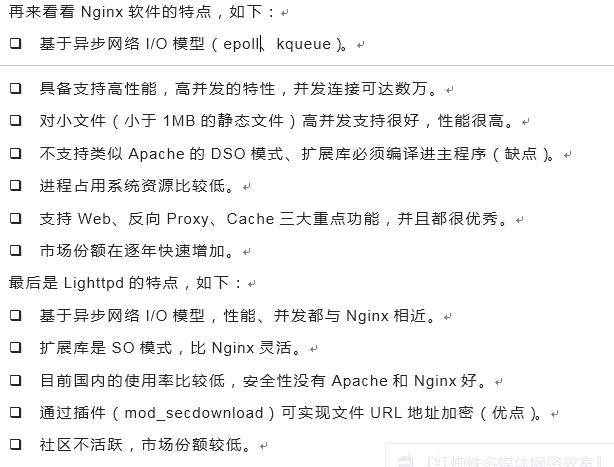 再来看看 Nginx 软件的特点，如下：
基于异步网络 I/O 模型（epoll、kqueue）。
具备支持高性能，高并发的特性，并发连接可达数万。
对小文件（小于 1MB 的静态文件）高并发支持很好，性能很高。
不支持类似 Apache 的 DSO 模式、扩展库必须编译进主程序（缺点）。
进程占用系统资源比较低。
支持 Web、反向 Proxy、Cache 三大重点功能，并且都很优秀。
市场份额在逐年快速增加。
最后是 Lighttpd 的特点，如下：
基于异步网络 I/O 模型，性能、并发都与 Nginx 相近。
扩展库是 SO 模式，比 Nginx 灵活。
目前国内的使用率比较低，安全性没有 Apache 和 Nginx 好。
通过插件（mod_secdownload）可实现文件 URL 地址加密（优点）。
社区不活跃，市场份额较低。
『红蜘蛛多媒体网络教室』